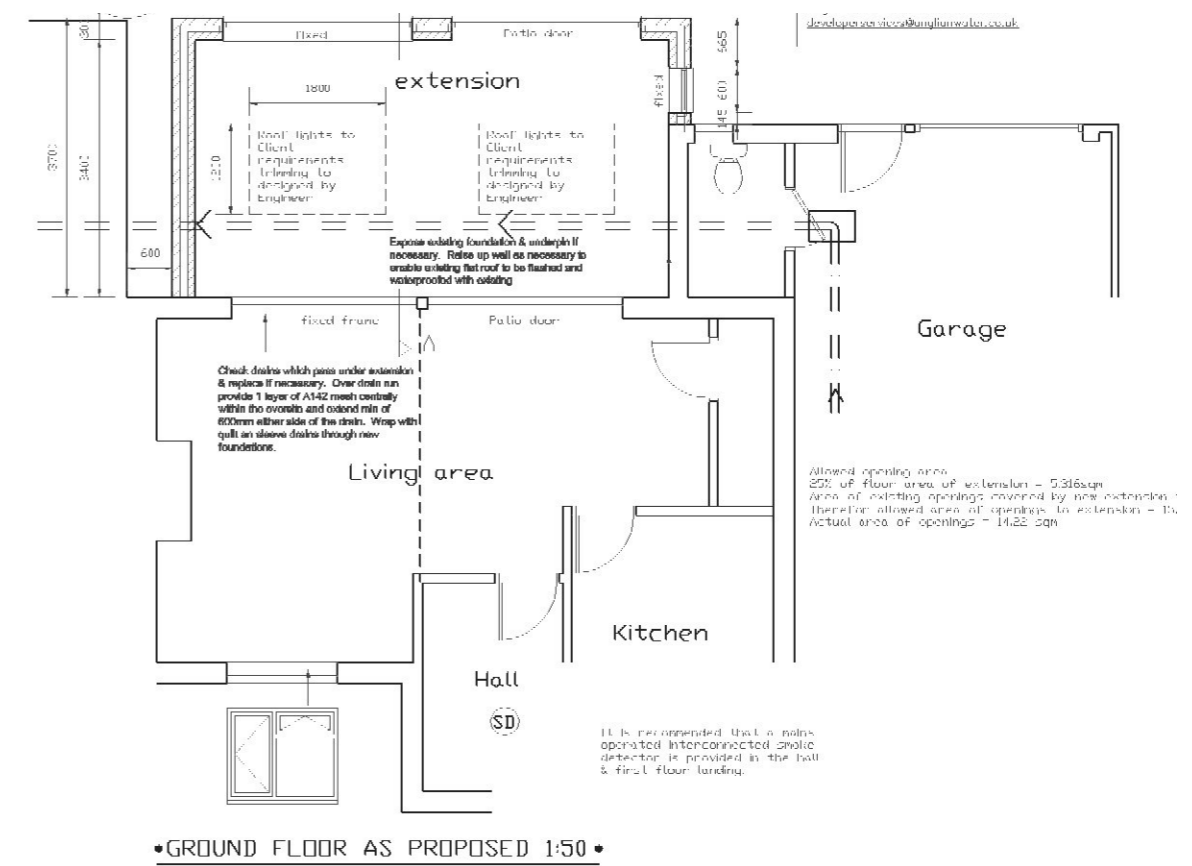 developerservices@anglianwater.co.uk
Fixed
Patio door
extension
fixed
665
600
145
300
3700
3400
1800
1200
600
Roof lights to
Client
requirements
trimming to
designed by
Engineer
Roof lights to
Client
requirements
trimming to
designed by
Engineer
Expose existing foundation & underpin if
necessary. Raise up wall as necessary to
enable existing flat roof to be flashed and
waterproofed with existing
fixed frame
Patio door
Garage
Check drains which pass under extension
& replace if necessary. Over drain run
provide 1 layer of A142 mesh centrally
within the oversite and extend min of
600mm either side of the drain. Wrap with
quilt an sleeve drains through new
foundations.
Living area
Allowed opening area
25% of floor area of extension = 5.316sqm
Area of existing openings covered by new extension
Therefor allowed area of openings to extension =
Actual area of openings = 14.22 sqm
Kitchen
Hall
SD
It is recommended that a mains
operated interconnected smoke
detector is provided in the hall
& first floor landing.
GROUND FLOOR AS PROPOSED 1:50